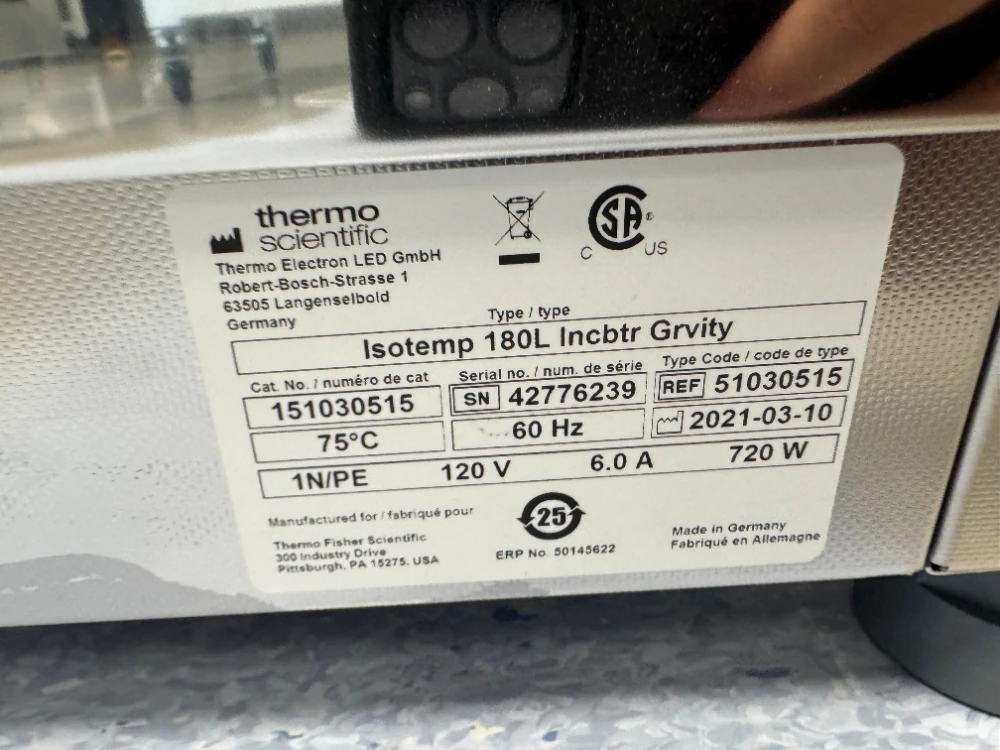 thermo
scientific
Thermo Electron LED GmbH
Robert-Bosch-Strasse 1
63505 Langenselbold
Germany
C SA ® US
Type / type
Isotemp 180L Incbtr Grvity
Cat. No. / numéro de cat
151030515
Serial no. / num. de série
SN 42776239
Type Code / code de type
REF 51030515
75°C
60 Hz
2021-03-10
1N/PE 120 V 6.0 A 720 W
Manufactured for / fabriqué pour
Thermo Fisher Scientific
300 Industry Drive
Pittsburgh, PA 15275, USA
25
ERP No. 50145622
Made in Germany
Fabriqué en Allemagne